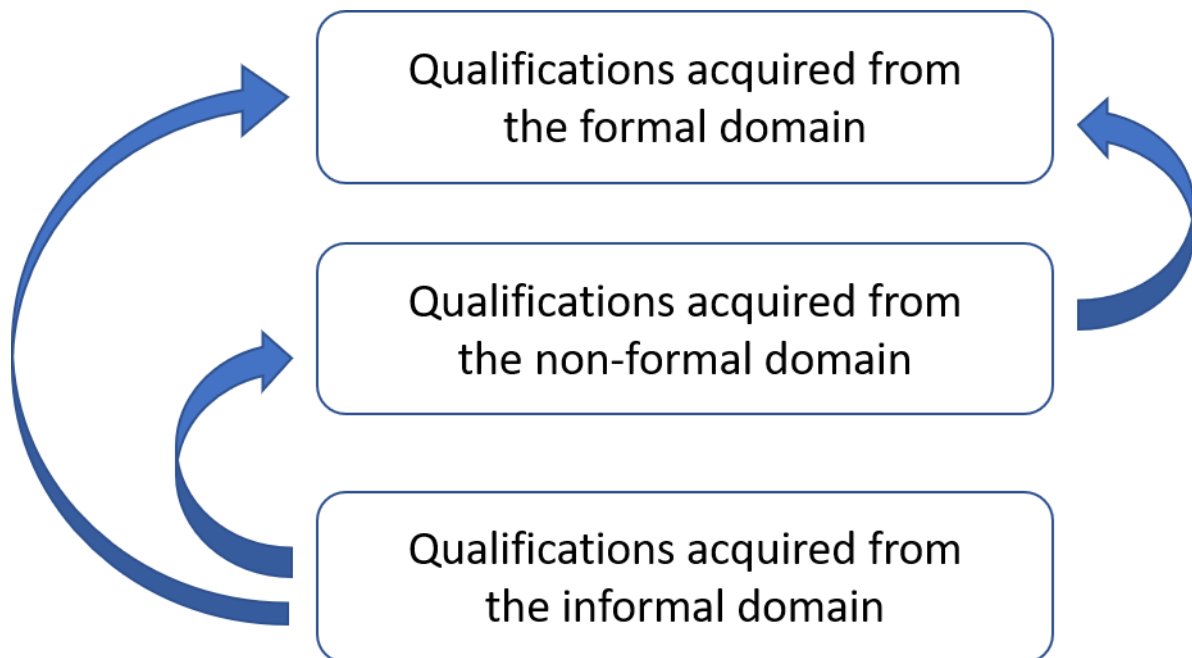 Qualifications acquired from
the formal domain
Qualifications acquired from
the non-formal domain
Qualifications acquired from
the informal domain